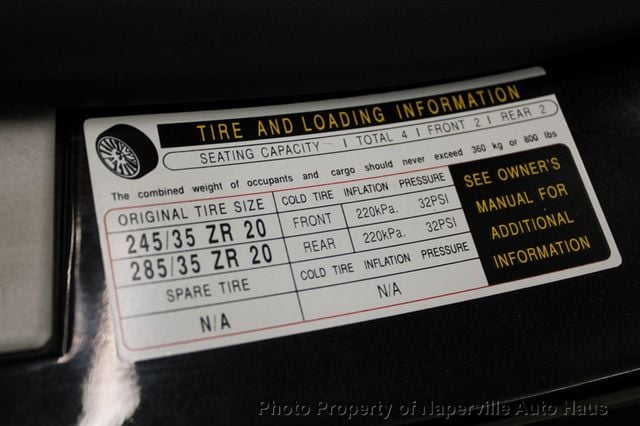 TIRE AND LOADING INFORMATION
SEATING CAPACITY | TOTAL 4 | FRONT 2 | REAR 2
The combined weight of occupants and cargo should never exceed 360 kg or 800 lbs
ORIGINAL TIRE SIZE
245/35 ZR 20
285/35 ZR 20
SPARE TIRE
N/A
COLD TIRE INFLATION PRESSURE
FRONT 220kPa. 32PSI
REAR 220kPa. 32PSI
COLD TIRE INFLATION PRESSURE
N/A
SEE OWNER'S
MANUAL FOR
ADDITIONAL
INFORMATION
Photo Property of Naperville Auto Haus